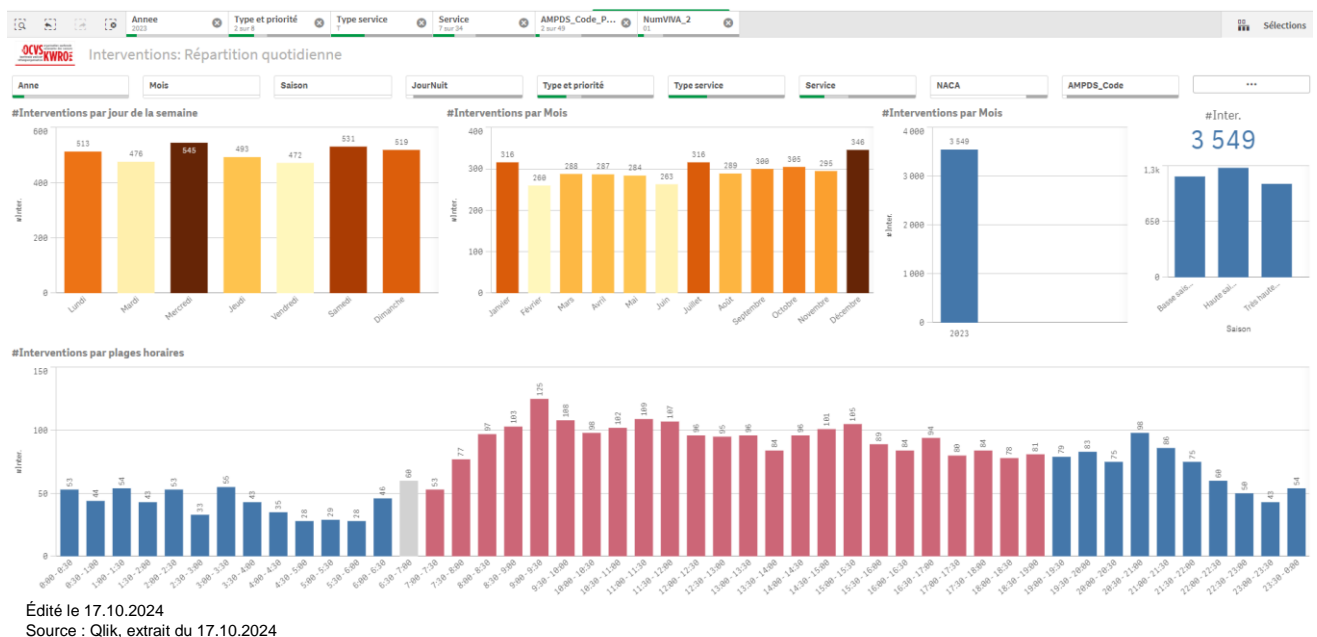 Annee
2023
Type et priorité
2 sur 8
Type service
T
Service
7 sur 34
AMPDS_Code_P...
2 sur 49
NumVIVA_2
01
Sélections
OCVS
KWRO
Interventions: Répartition quotidienne
Anne
Mois
Saison
JourNuit
Type et priorité
Type service
Service
NACA
AMPDS_Code
...
#Interventions par jour de la semaine
#Inter.
600
400
200
0
513
476
545
493
472
531
519
Lundi
Mardi
Mercredi
Jeudi
Vendredi
Samedi
Dimanche
#Interventions par Mois
#Inter.
400
300
200
100
0
316
260
288
287
284
263
316
289
300
305
295
346
Janvier
Février
Mars
Avril
Mai
Juin
Juillet
Août
Septembre
Octobre
Novembre
Décembre
#Interventions par Mois
#Inter.
4 000
3 000
2 000
1 000
0
3 549
2023
#Inter.
3 549
1,3k
650
0
Basse sais...
Haute sai...
Très haute...
Saison
#Interventions par plages horaires
#Inter.
150
100
50
0
53
44
54
43
53
33
55
43
35
28
29
28
46
60
53
77
97
103
125
108
98
102
109
107
96
95
96
84
96
101
105
89
84
94
80
84
78
81
79
83
75
98
86
75
60
50
43
54
0:00-0:30
0:30-1:00
1:00-1:30
1:30-2:00
2:00-2:30
2:30-3:00
3:00-3:30
3:30-4:00
4:00-4:30
4:30-5:00
5:00-5:30
5:30-6:00
6:00-6:30
6:30-7:00
7:00-7:30
7:30-8:00
8:00-8:30
8:30-9:00
9:00-9:30
9:30-10:00
10:00-10:30
10:30-11:00
11:00-11:30
11:30-12:00
12:00-12:30
12:30-13:00
13:00-13:30
13:30-14:00
14:00-14:30
14:30-15:00
15:00-15:30
15:30-16:00
16:00-16:30
16:30-17:00
17:00-17:30
17:30-18:00
18:00-18:30
18:30-19:00
19:00-19:30
19:30-20:00
20:00-20:30
20:30-21:00
21:00-21:30
21:30-22:00
22:00-22:30
22:30-23:00
23:00-23:30
23:30-0:00
Édité le 17.10.2024
Source : Qlik, extrait du 17.10.2024